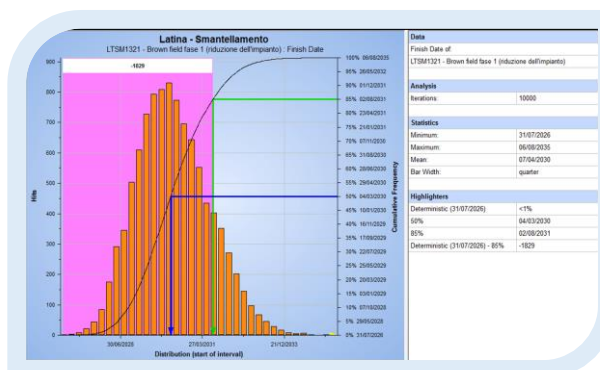 Latina - Smantellamento
LTSM1321 - Brown field fase 1 (riduzione dell'impianto) : Finish Date
-1829
Hits
900
800
700
600
500
400
300
200
100
0
30/06/2028
27/03/2031
21/12/2033
Distribution (start of interval)
100% 06/08/2035
95% 26/05/2032
90% 01/12/2031
85% 02/08/2031
80% 23/04/2031
75% 21/01/2031
70% 07/11/2030
65% 31/08/2030
60% 28/06/2030
55% 29/04/2030
50% 04/03/2030
45% 10/01/2030
40% 16/11/2029
35% 17/09/2029
30% 22/07/2029
25% 25/05/2029
20% 20/03/2029
15% 03/01/2029
10% 07/10/2028
5% 29/05/2028
0% 31/07/2026
Cumulative Frequency
Data
Finish Date of:
LTSM1321 - Brown field fase 1 (riduzione dell'impianto)
Analysis
Iterations: 10000
Statistics
Minimum: 31/07/2026
Maximum: 06/08/2035
Mean: 07/04/2030
Bar Width: quarter
Highlighters
Deterministic (31/07/2026) <1%
50% 04/03/2030
85% 02/08/2031
Deterministic (31/07/2026) - 85% -1829